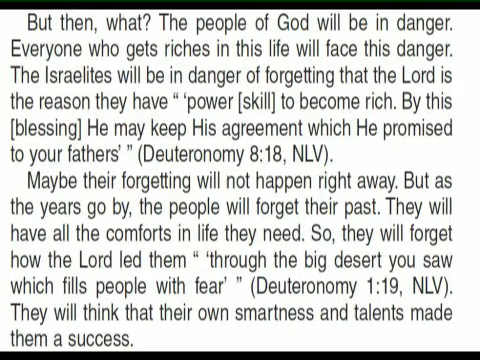 But then, what? The people of God will be in danger.
Everyone who gets riches in this life will face this danger.
The Israelites will be in danger of forgetting that the Lord is
the reason they have “ ‘power [skill] to become rich. By this
[blessing] He may keep His agreement which He promised
to your fathers’ ” (Deuteronomy 8:18, NLV).
Maybe their forgetting will not happen right away. But as
the years go by, the people will forget their past. They will
have all the comforts in life they need. So, they will forget
how the Lord led them “ ‘through the big desert you saw
which fills people with fear’ ” (Deuteronomy 1:19, NLV).
They will think that their own smartness and talents made
them a success.